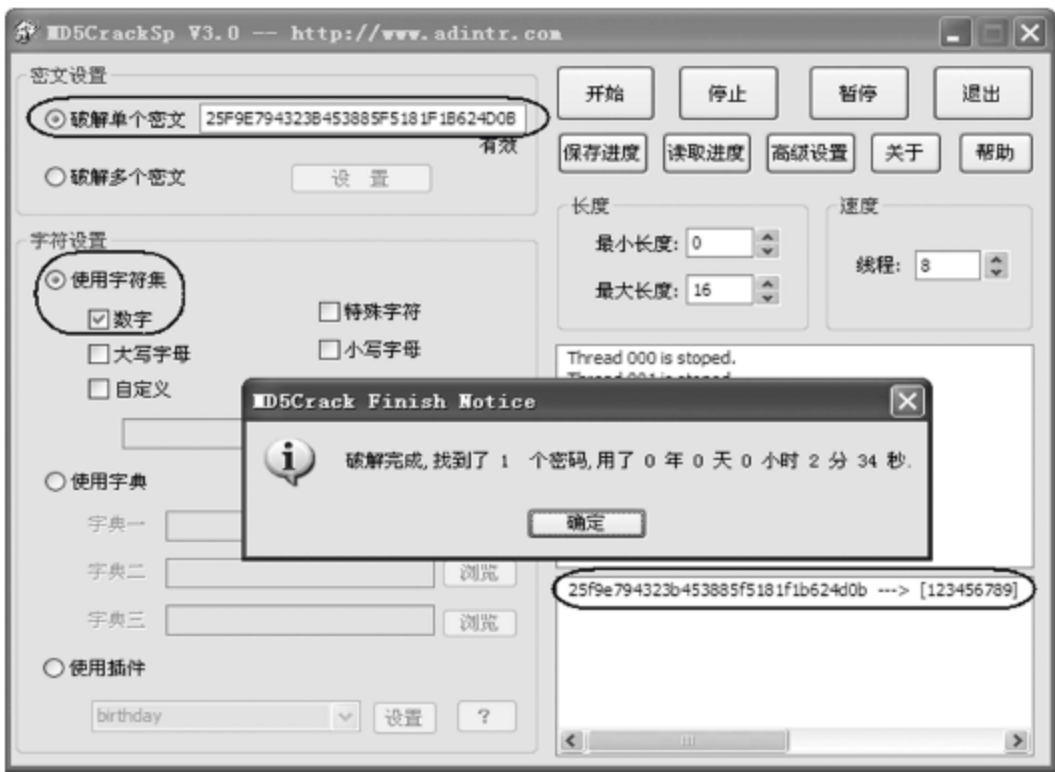 MD5CrackSp V3.0 -- http://www.adintr.com
密文设置
破解单个密文 25F9E794323B453885F5181F1B624D0B
有效
破解多个密文 设 置
开始 停止 暂停 退出
保存进度 读取进度 高级设置 关于 帮助
长度
最小长度: 0
最大长度: 16
速度
线程: 8
字符设置
使用字符集
数字 特殊字符
大写字母 小写字母
自定义
使用字典
字典一
字典二 浏览
字典三 浏览
使用插件
birthday 设置 ?
Thread 000 is stoped.
MD5Crack Finish Notice
破解完成,找到了 1 个密码,用了 0 年 0 天 0 小时 2 分 34 秒.
确定
25f9e794323b453885f5181f1b624d0b ---> [123456789]